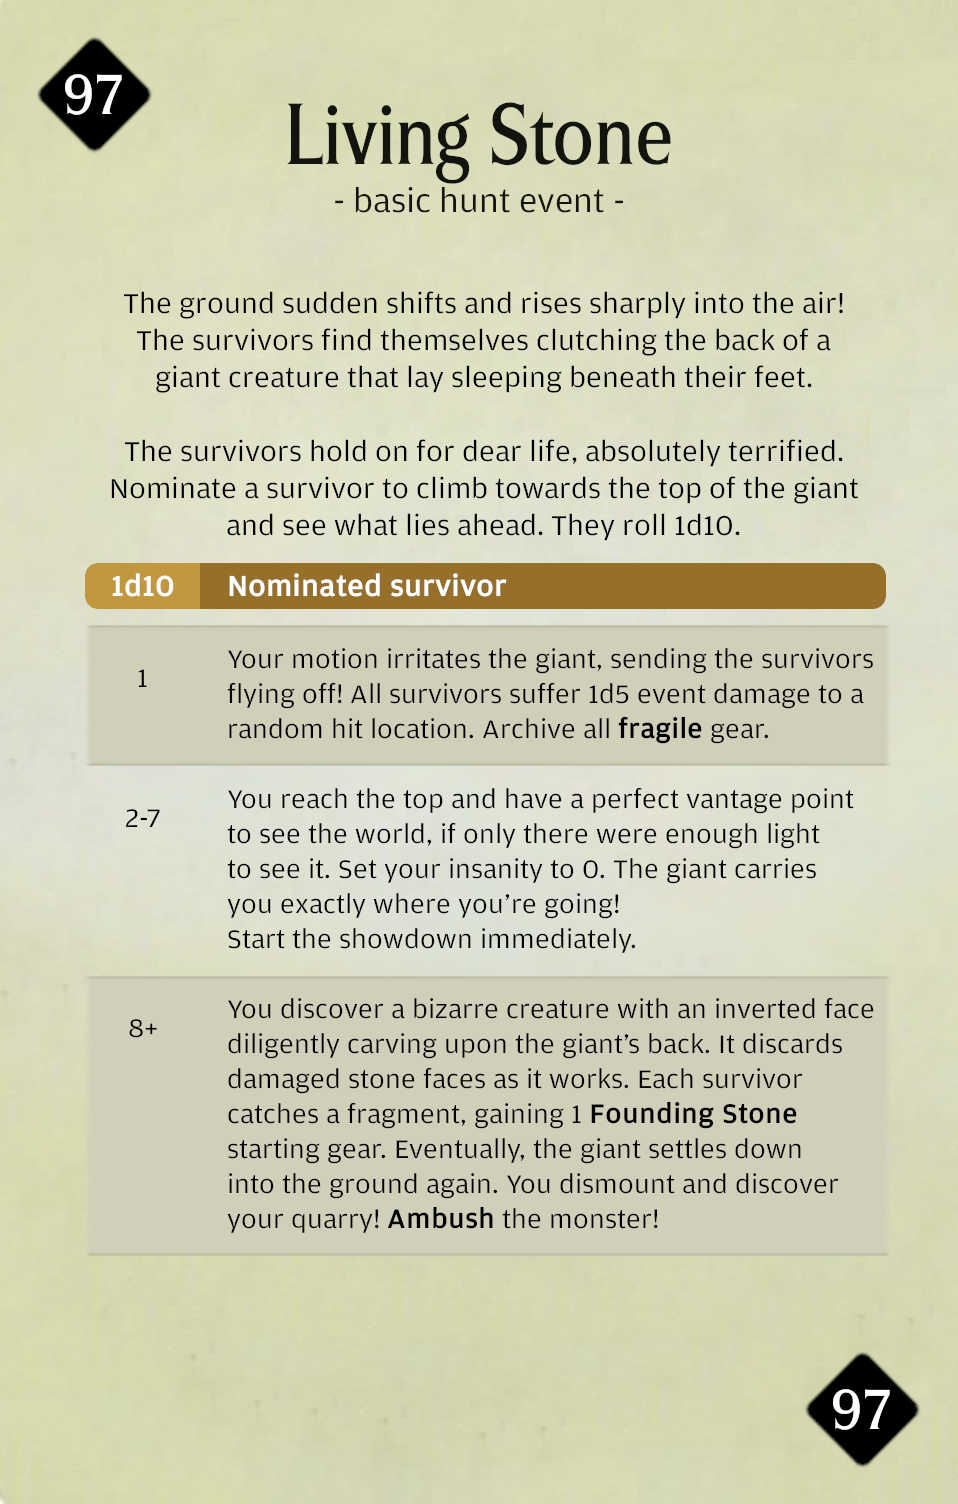 97
Living Stone
- basic hunt event -
The ground sudden shifts and rises sharply into the air!
The survivors find themselves clutching the back of a
giant creature that lay sleeping beneath their feet.
The survivors hold on for dear life, absolutely terrified.
Nominate a survivor to climb towards the top of the giant
and see what lies ahead. They roll 1d10.
1d10 Nominated survivor
1
Your motion irritates the giant, sending the survivors
flying off! All survivors suffer 1d5 event damage to a
random hit location. Archive all fragile gear.
2-7
You reach the top and have a perfect vantage point
to see the world, if only there were enough light
to see it. Set your insanity to 0. The giant carries
you exactly where you’re going!
Start the showdown immediately.
8+
You discover a bizarre creature with an inverted face
diligently carving upon the giant’s back. It discards
damaged stone faces as it works. Each survivor
catches a fragment, gaining 1 Founding Stone
starting gear. Eventually, the giant settles down
into the ground again. You dismount and discover
your quarry! Ambush the monster!
97